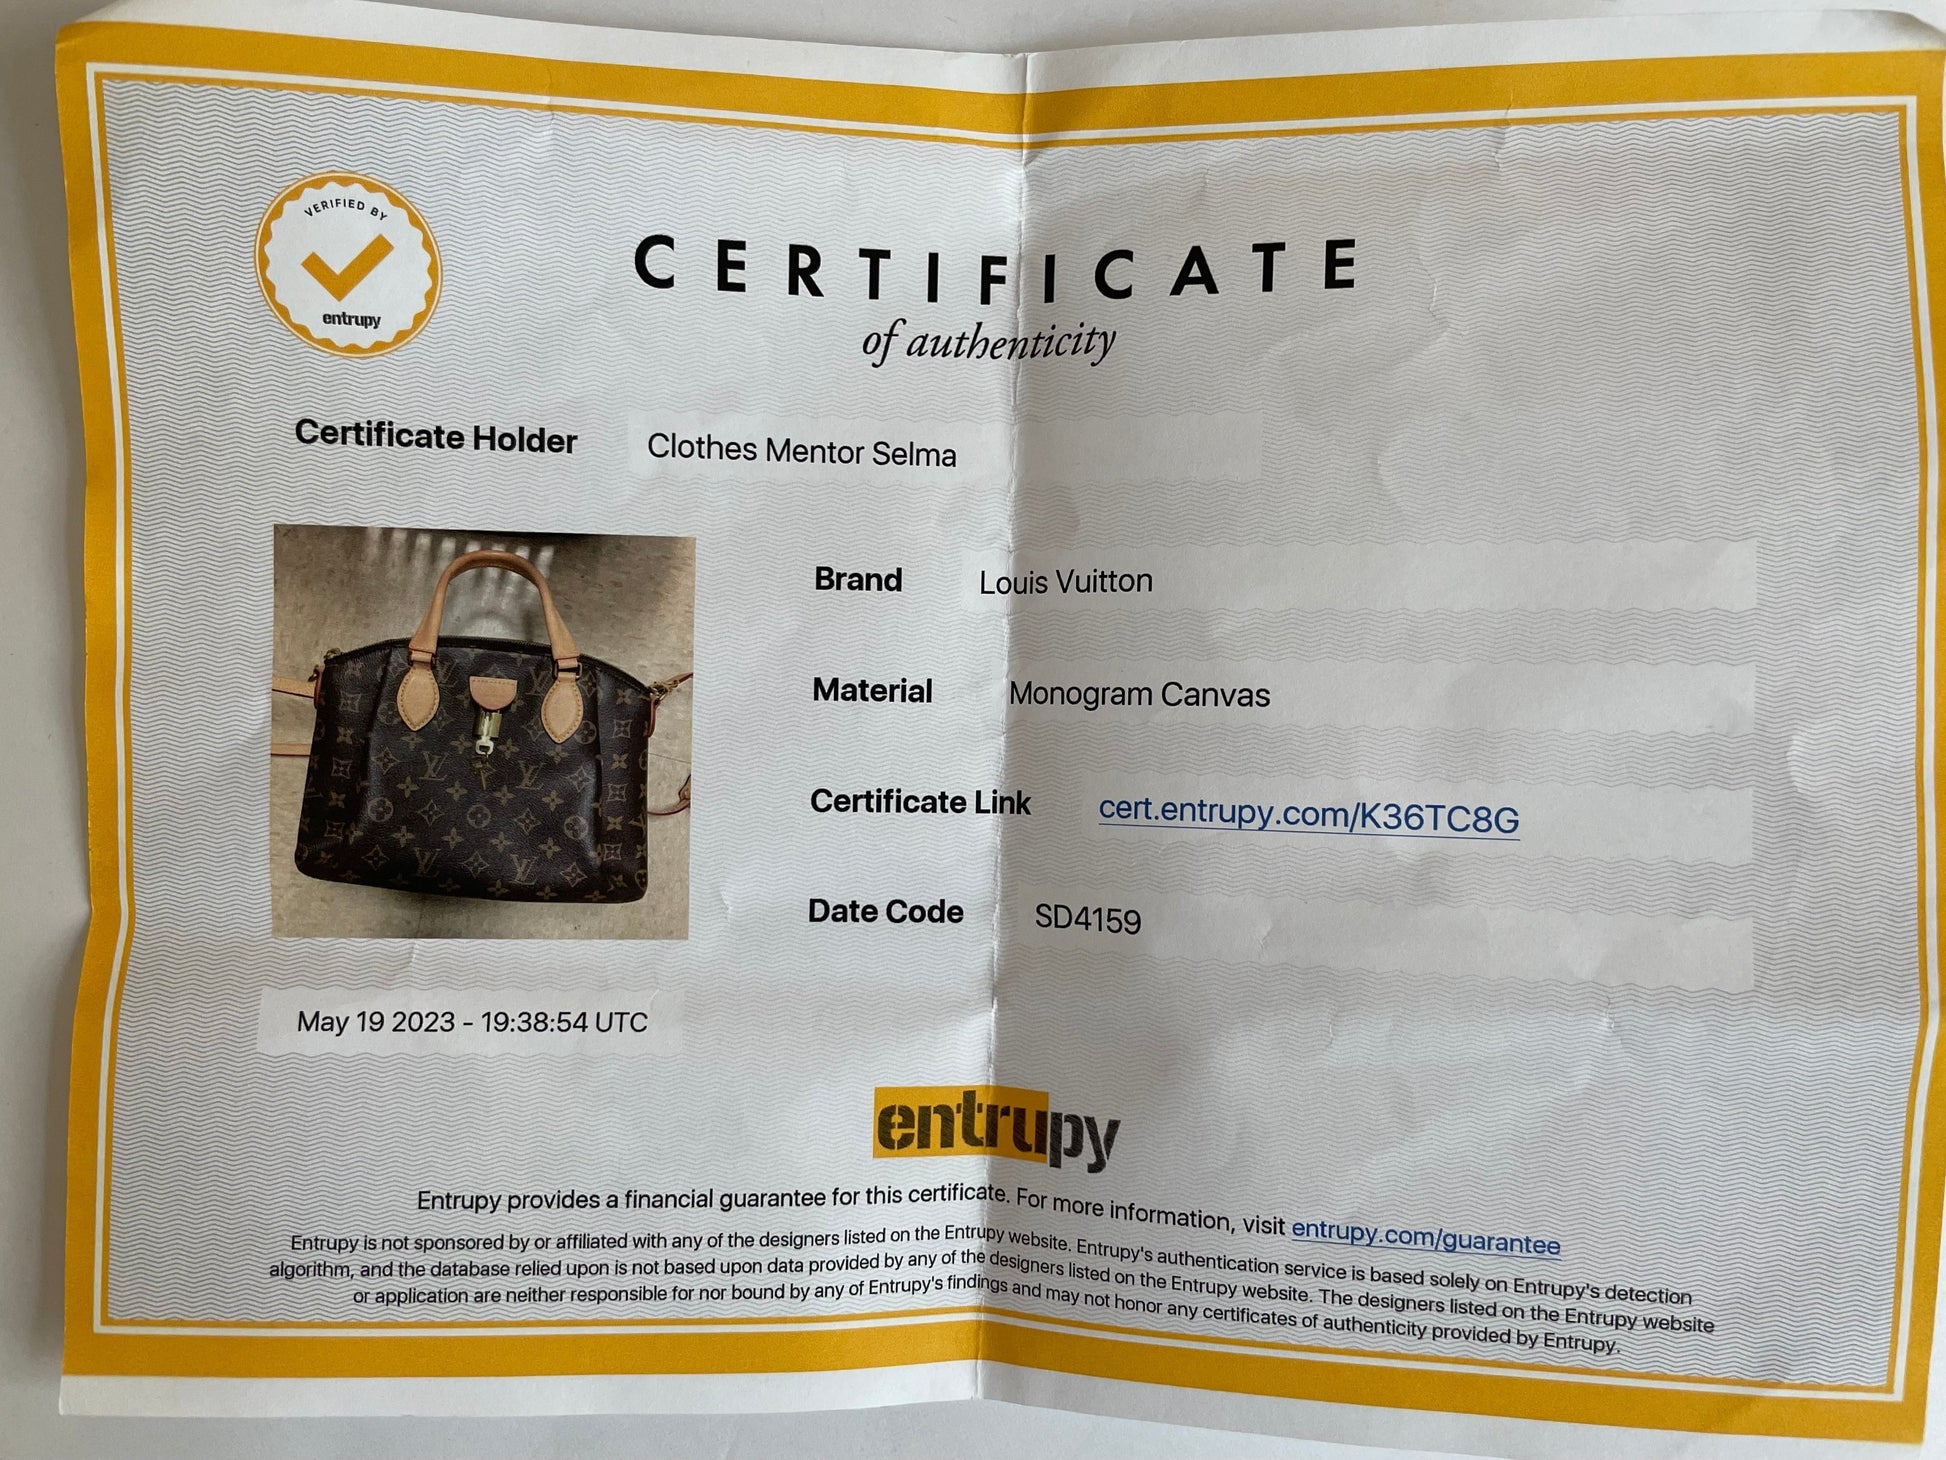 VERIFIED BY
entrupy
CERTIFICATE
of authenticity
Certificate Holder Clothes Mentor Selma
Brand Louis Vuitton
Material Monogram Canvas
Certificate Link cert.entrupy.com/K36TC8G
Date Code SD4159
May 19 2023 - 19:38:54 UTC
entrupy
Entrupy provides a financial guarantee for this certificate. For more information, visit entrupy.com/guarantee
Entrupy is not sponsored by or affiliated with any of the designers listed on the Entrupy website. Entrupy's authentication service is based solely on Entrupy's detection
algorithm, and the database relied upon is not based upon data provided by any of the designers listed on the Entrupy website. The designers listed on the Entrupy website
or application are neither responsible for nor bound by any of Entrupy's findings and may not honor any certificates of authenticity provided by Entrupy.